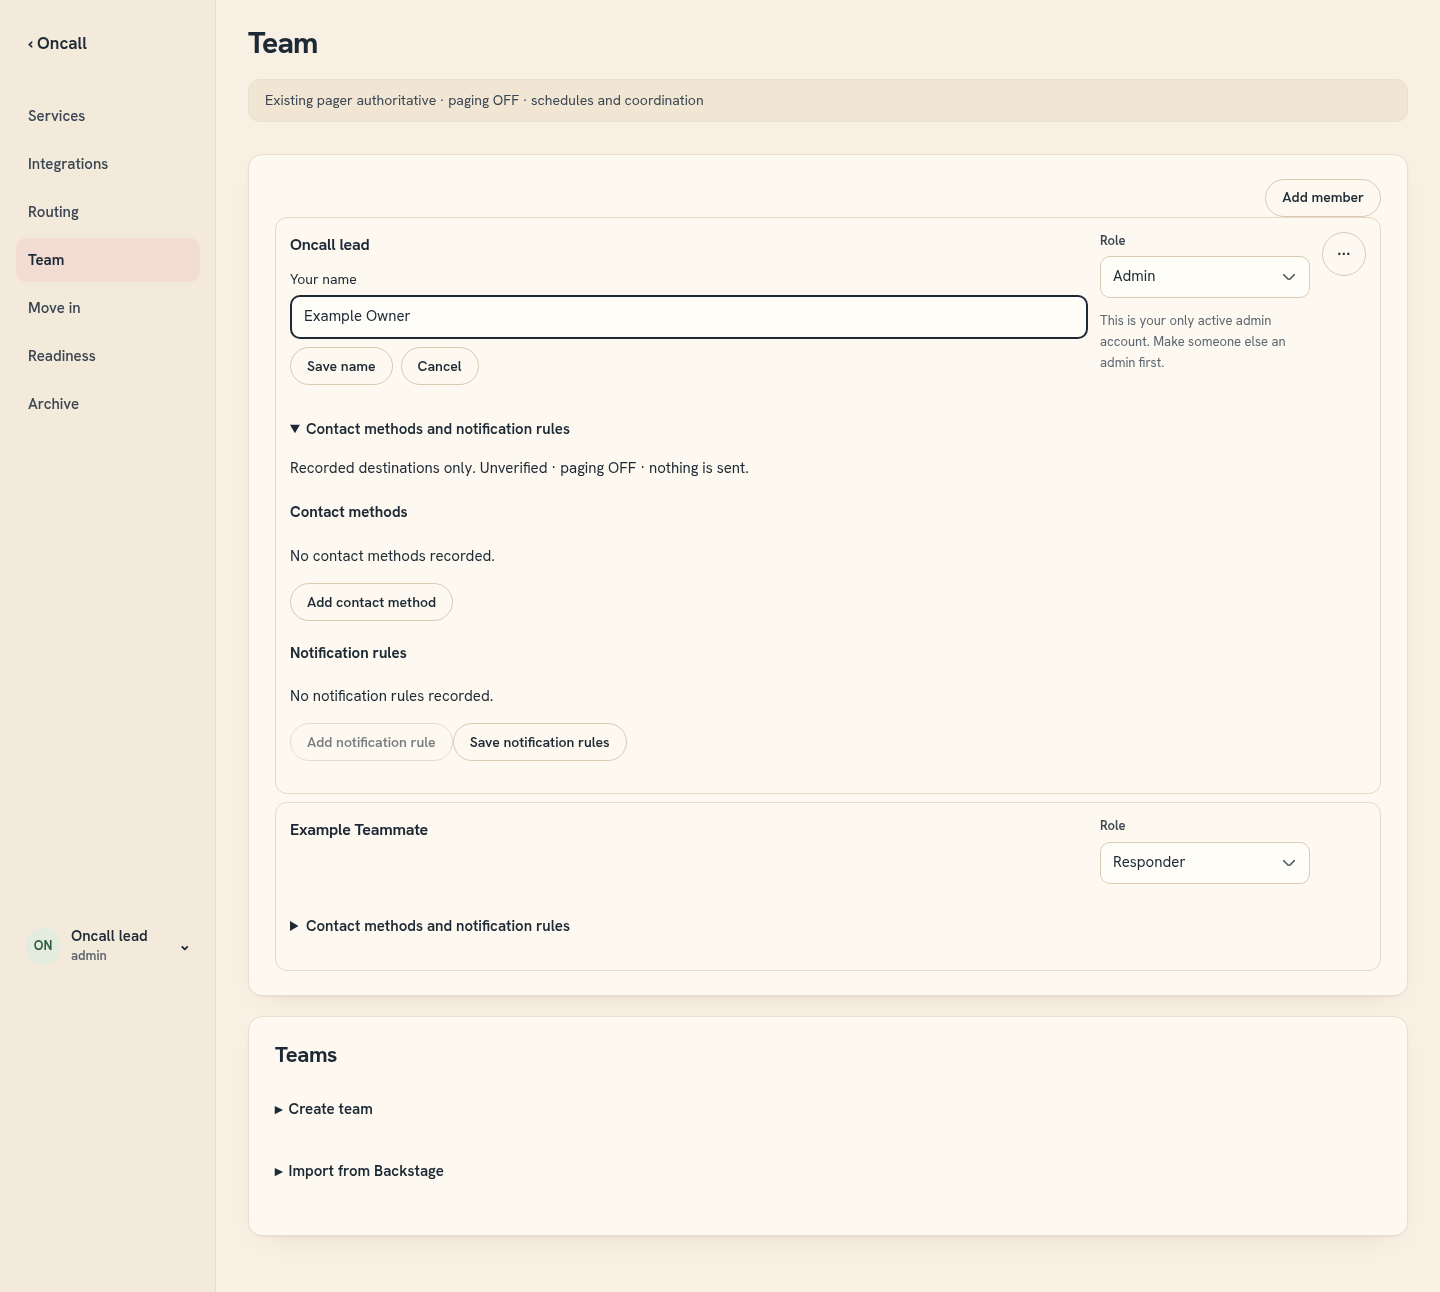 ‹ Oncall
Services
Integrations
Routing
Team
Move in
Readiness
Archive
ON
Oncall lead
admin
Team
Existing pager authoritative · paging OFF · schedules and coordination
Add member
Oncall lead
Your name
Example Owner
Save name
Cancel
Role
Admin
...
This is your only active admin
account. Make someone else an
admin first.
Contact methods and notification rules
Recorded destinations only. Unverified · paging OFF · nothing is sent.
Contact methods
No contact methods recorded.
Add contact method
Notification rules
No notification rules recorded.
Add notification rule
Save notification rules
Example Teammate
Role
Responder
Contact methods and notification rules
Teams
Create team
Import from Backstage